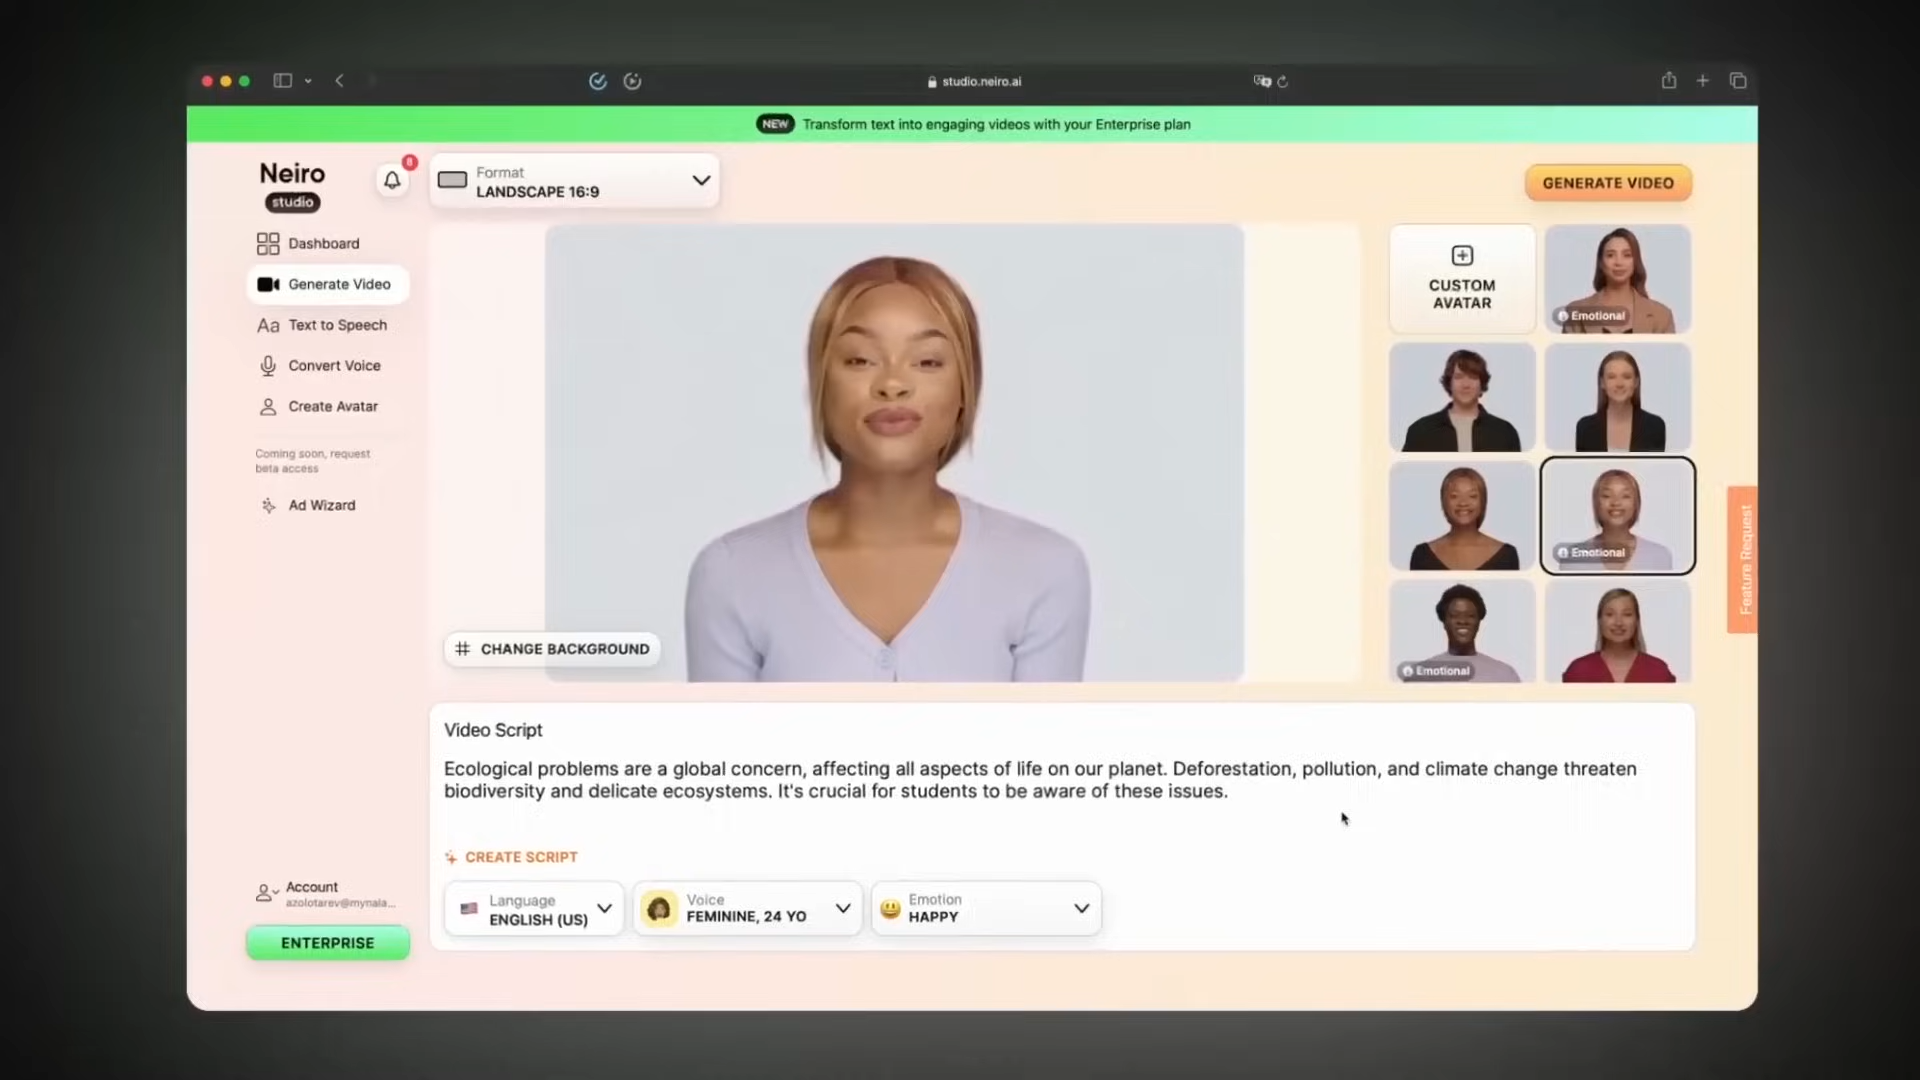 studio.neiro.ai
NEW Transform text into engaging videos with your Enterprise plan
Neiro
studio
8
Format
LANDSCAPE 16:9
GENERATE VIDEO
Dashboard
Generate Video
Aa Text to Speech
Convert Voice
Create Avatar
Coming soon, request
beta access
Ad Wizard
CUSTOM
AVATAR
Emotional
Emotional
Emotional
Feature Request
CHANGE BACKGROUND
Video Script
Ecological problems are a global concern, affecting all aspects of life on our planet. Deforestation, pollution, and climate change threaten
biodiversity and delicate ecosystems. It's crucial for students to be aware of these issues.
CREATE SCRIPT
Language
ENGLISH (US)
Voice
FEMININE, 24 YO
Emotion
HAPPY
Account
azolotarev@mynala...
ENTERPRISE